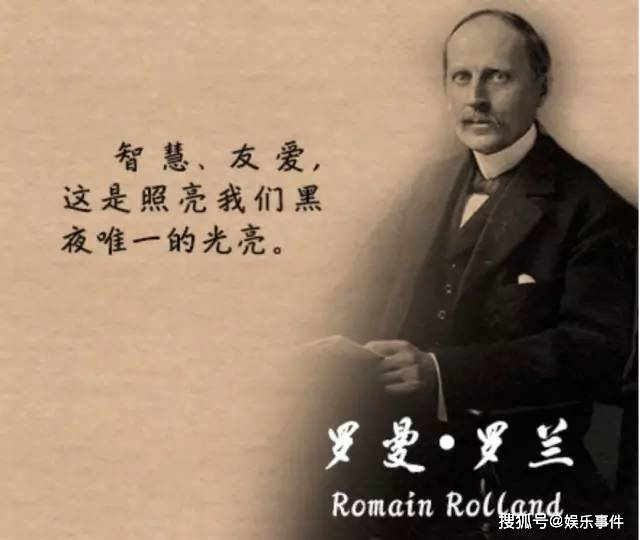 智慧、友爱,
这是照亮我们黑
夜唯一的光亮。
罗曼·罗兰
Romain Rolland
搜狐号@娱乐事件